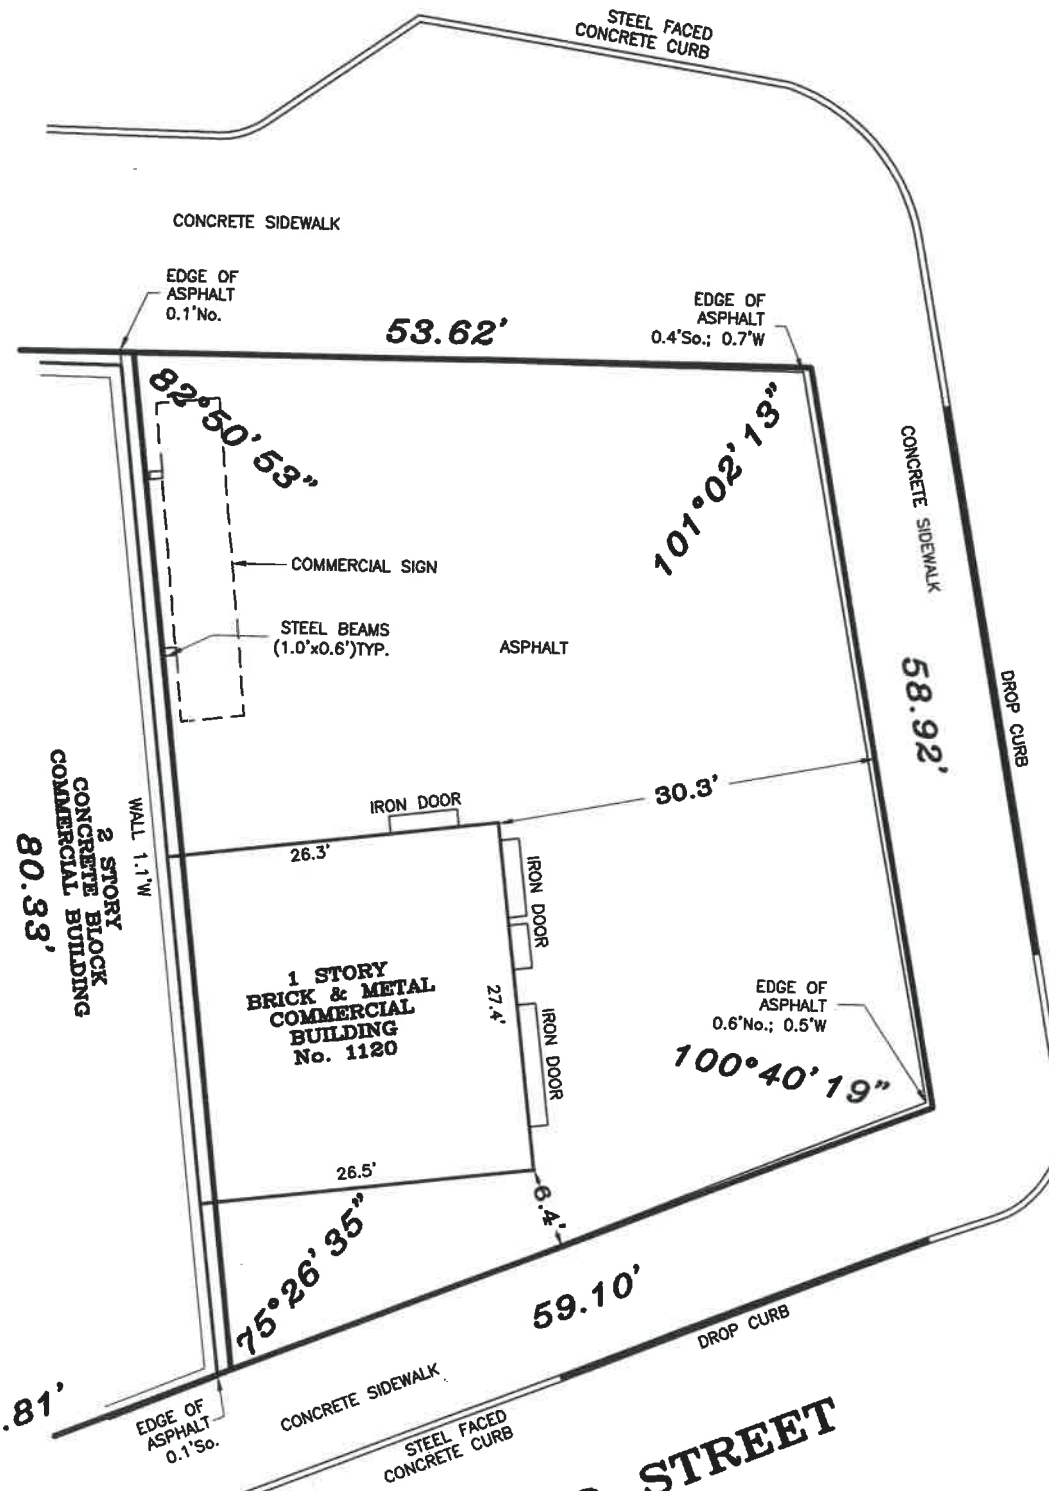 STEEL FACED
CONCRETE CURB
CONCRETE SIDEWALK
EDGE OF
ASPHALT
0.1'No.
53.62'
EDGE OF
ASPHALT
0.4'So.; 0.7'W
82°50'53"
101°02'13"
CONCRETE SIDEWALK
COMMERCIAL SIGN
STEEL BEAMS
(1.0'x0.6')TYP.
ASPHALT
58.92'
DROP CURB
30.3'
IRON DOOR
26.3'
WALL 1.1'W
2 STORY
CONCRETE BLOCK
COMMERCIAL BUILDING
80.33'
IRON DOOR
1 STORY
BRICK & METAL
COMMERCIAL
BUILDING
No. 1120
27.4'
IRON DOOR
EDGE OF
ASPHALT
0.6'No.; 0.5'W
100°40'19"
26.5'
6.4'
75°26'35"
59.10'
DROP CURB
.81'
EDGE OF
ASPHALT
0.1'So.
CONCRETE SIDEWALK
STEEL FACED
CONCRETE CURB
STREET